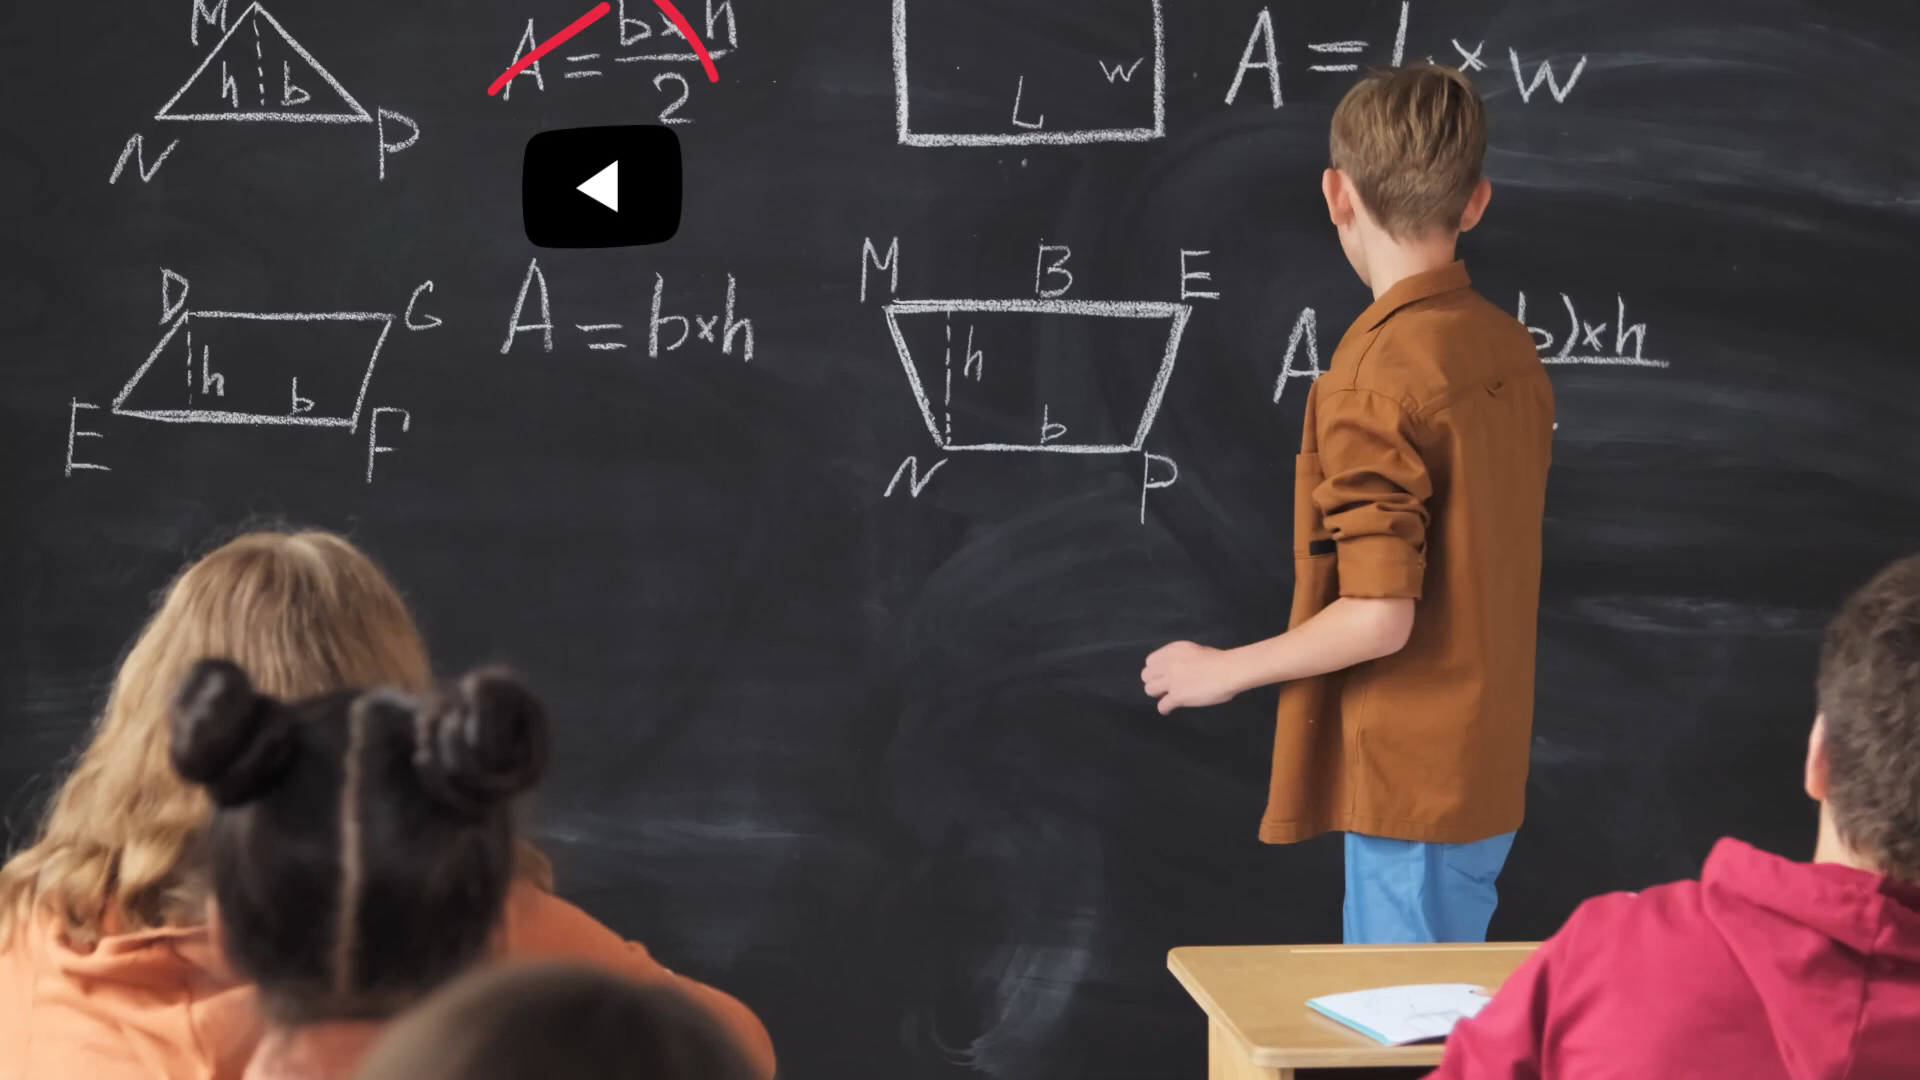 M
h b
N P
A = b×h/2
L
w
A = L × w
D G
h
b
E F
A = b×h
M B E
h
b
N P
A
b)×h